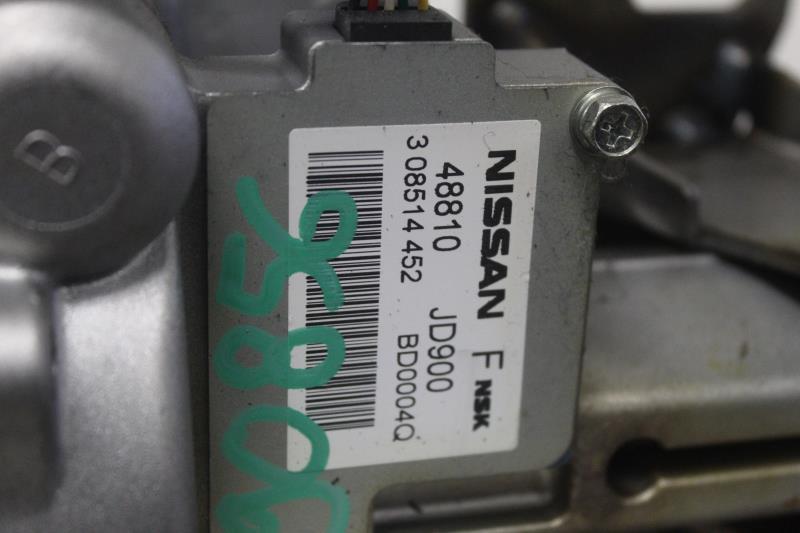 NISSAN F NSK
48810 JD900
3 08514 452 BD0004Q
B